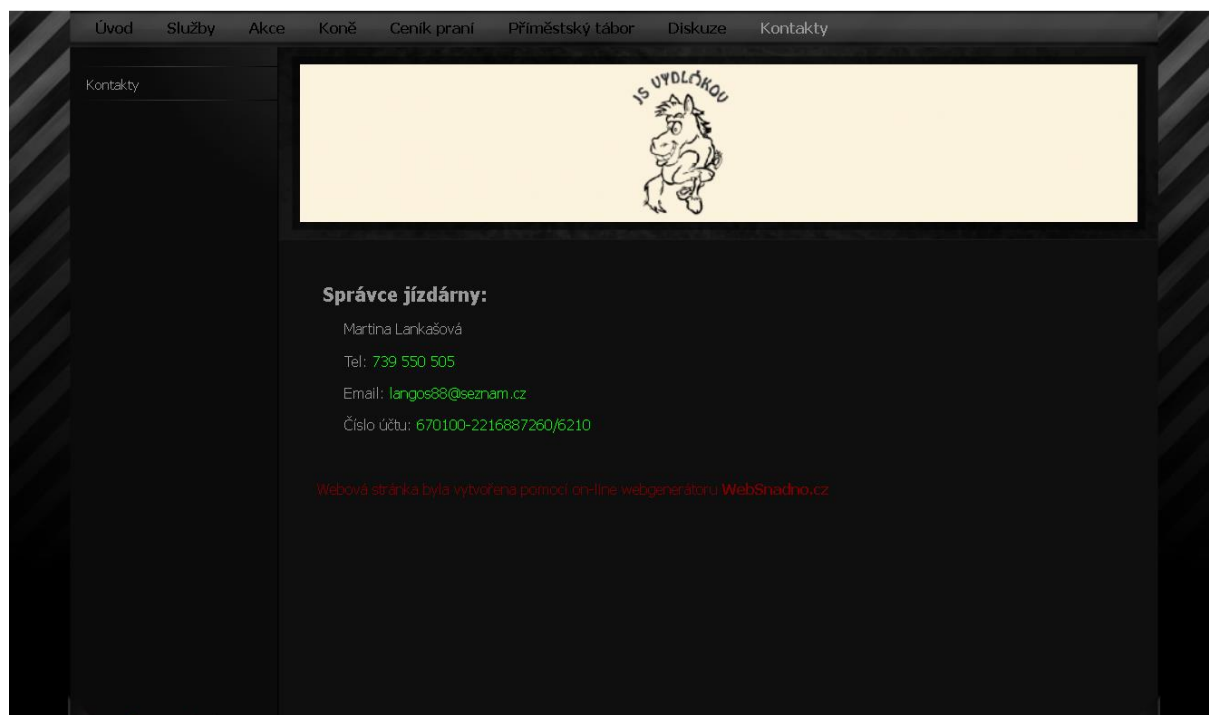 Úvod Služby Akce Koně Ceník praní Příměstský tábor Diskuze Kontakty
Kontakty
JS VYDLÁKOV
Správce jízdárny:
Martina Lankašová
Tel: 739 550 505
Email: langos88@seznam.cz
Číslo účtu: 670100-2216887260/6210
Webová stránka byla vytvořena pomocí on-line webgenerátoru WebSnadno.cz